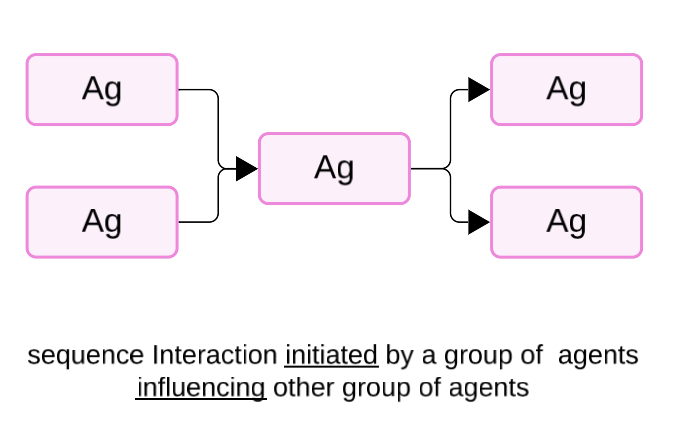 Ag
Ag
Ag
Ag
Ag
sequence Interaction initiated by a group of  agents
influencing other group of agents